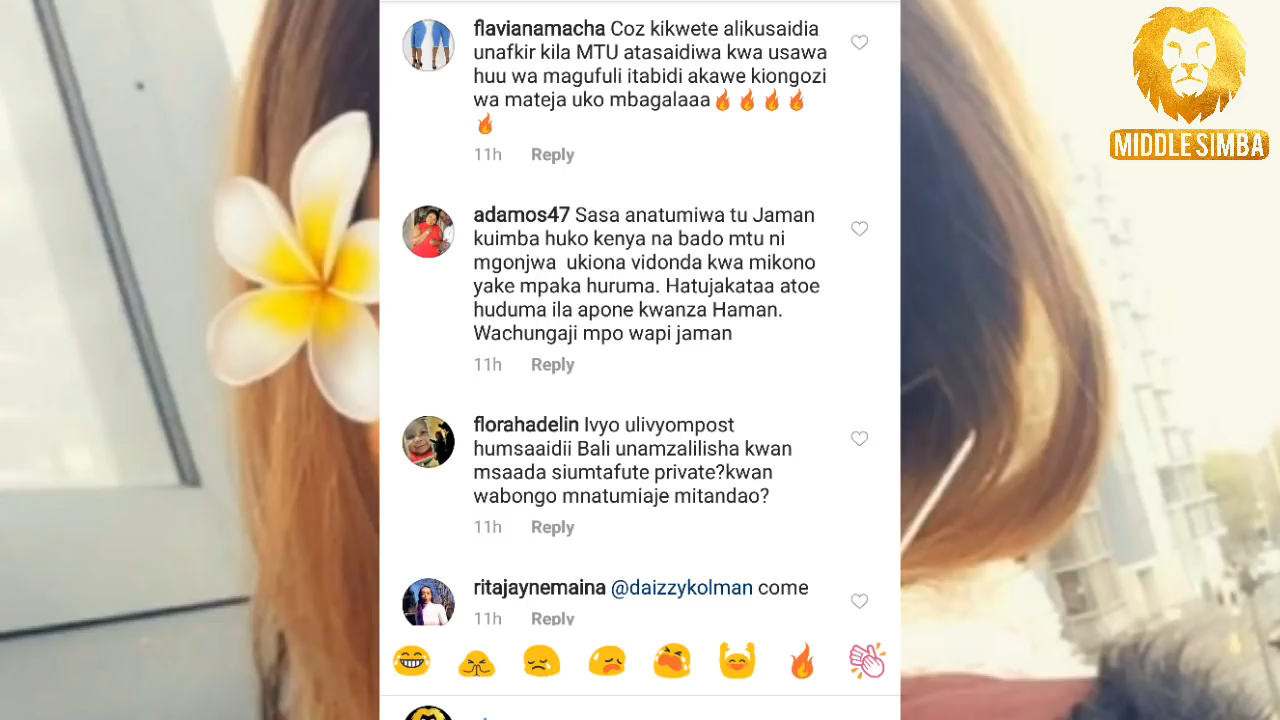 flavianamacha Coz kikwete alikusaidia
unafkir kila MTU atasaidiwa kwa usawa
huu wa magufuli itabidi akawe kiongozi
wa mateja uko mbagalaaa🔥🔥🔥🔥
🔥
11h Reply
adamos47 Sasa anatumiwa tu Jaman
kuimba huko kenya na bado mtu ni
mgonjwa ukiona vidonda kwa mikono
yake mpaka huruma. Hatujakataa atoe
huduma ila apone kwanza Haman.
Wachungaji mpo wapi jaman
11h Reply
florahadelin Ivyo ulivyompost
humsaaidii Bali unamzalilisha kwan
msaada siumtafute private?kwan
wabongo mnatumiaje mitandao?
11h Reply
ritajaynemaina @daizzykolman come
11h Reply
MIDDLE SIMBA